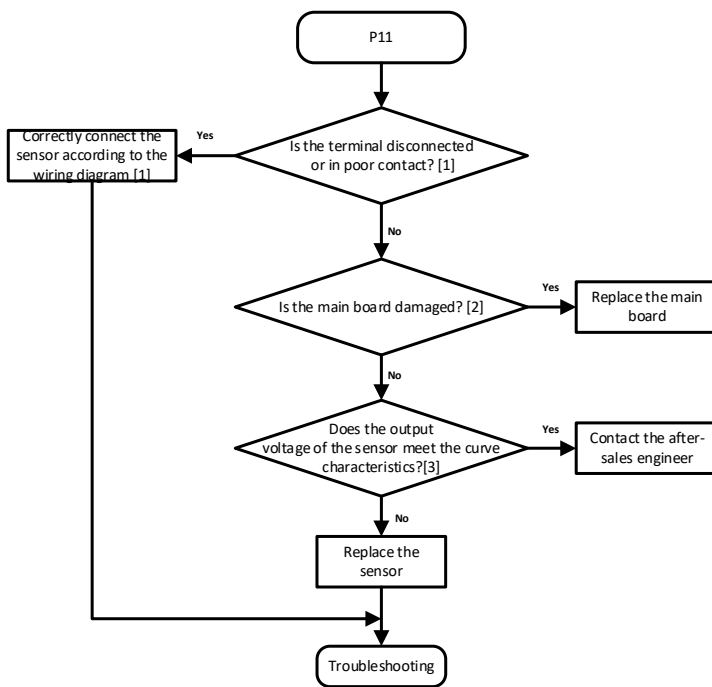 P11
Is the terminal disconnected
or in poor contact? [1]
Yes
Correctly connect the
sensor according to the
wiring diagram [1]
No
Is the main board damaged? [2]
Yes
Replace the main
board
No
Does the output
voltage of the sensor meet the curve
characteristics?[3]
Yes
Contact the after-
sales engineer
No
Replace the
sensor
Troubleshooting